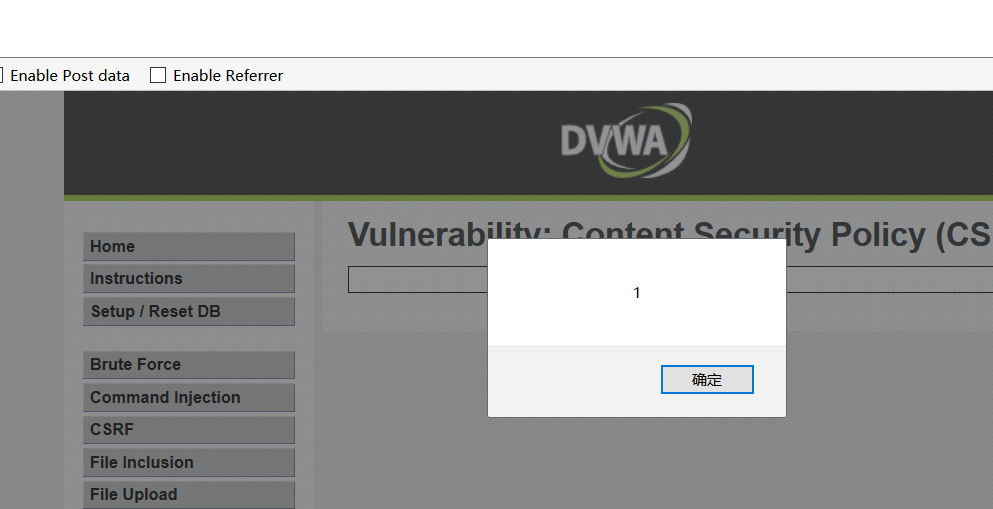 Enable Post data Enable Referrer
DVWA
Vulnerability: Content Security Policy (CS
Home
Instructions
Setup / Reset DB
Brute Force
Command Injection
CSRF
File Inclusion
File Upload
1
确定